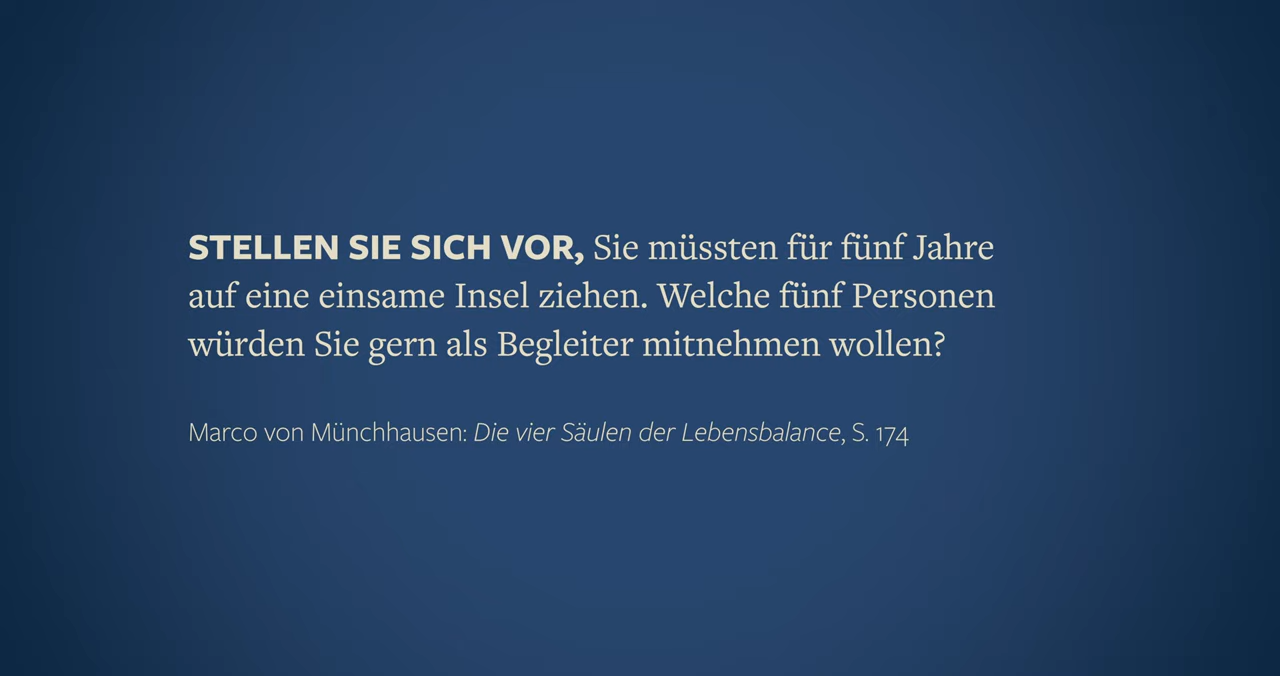 STELLEN SIE SICH VOR, Sie müssten für fünf Jahre
auf eine einsame Insel ziehen. Welche fünf Personen
würden Sie gern als Begleiter mitnehmen wollen?
Marco von Münchhausen: Die vier Säulen der Lebensbalance, S. 174